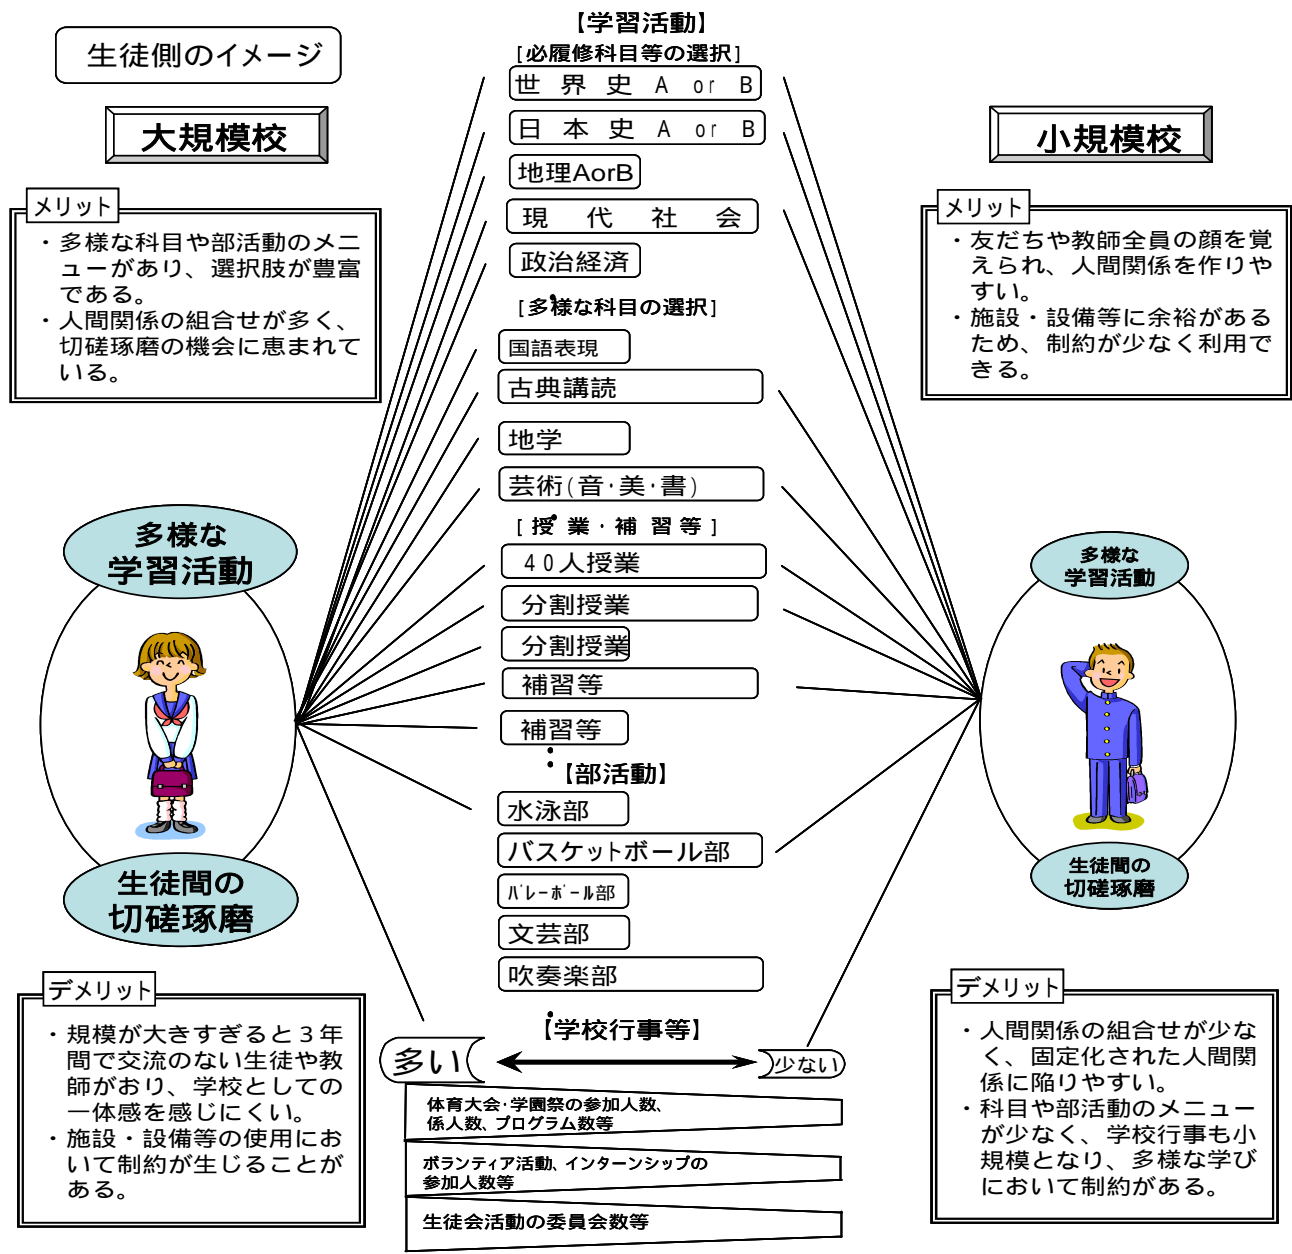 生徒側のイメージ
大規模校
メリット
・多様な科目や部活動のメニ
ューがあり、選択肢が豊富
である。
・人間関係の組合せが多く、
切磋琢磨の機会に恵まれて
いる。
多様な
学習活動
生徒間の
切磋琢磨
デメリット
・規模が大きすぎると３年
間で交流のない生徒や教
師がおり、学校としての
一体感を感じにくい。
・施設・設備等の使用にお
いて制約が生じることが
ある。
【学習活動】
[必履修科目等の選択]
世界史A or B
日本史A or B
地理AorB
現代社会
政治経済
[多様な科目の選択]
国語表現
古典講読
地学
芸術(音・美・書)
[授業・補習等]
40人授業
分割授業
分割授業
補習等
補習等
【部活動】
水泳部
バスケットボール部
バレーボール部
文芸部
吹奏楽部
【学校行事等】
多い
少ない
体育大会・学園祭の参加人数、
係人数、プログラム数等
ボランティア活動、インターンシップの
参加人数等
生徒会活動の委員会数等
小規模校
メリット
・友だちや教師全員の顔を覚
えられ、人間関係を作りや
すい。
・施設・設備等に余裕がある
ため、制約が少なく利用で
きる。
多様な
学習活動
生徒間の
切磋琢磨
デメリット
・人間関係の組合せが少な
く、固定化された人間関
係に陥りやすい。
・科目や部活動のメニュー
が少なく、学校行事も小
規模となり、多様な学び
において制約がある。